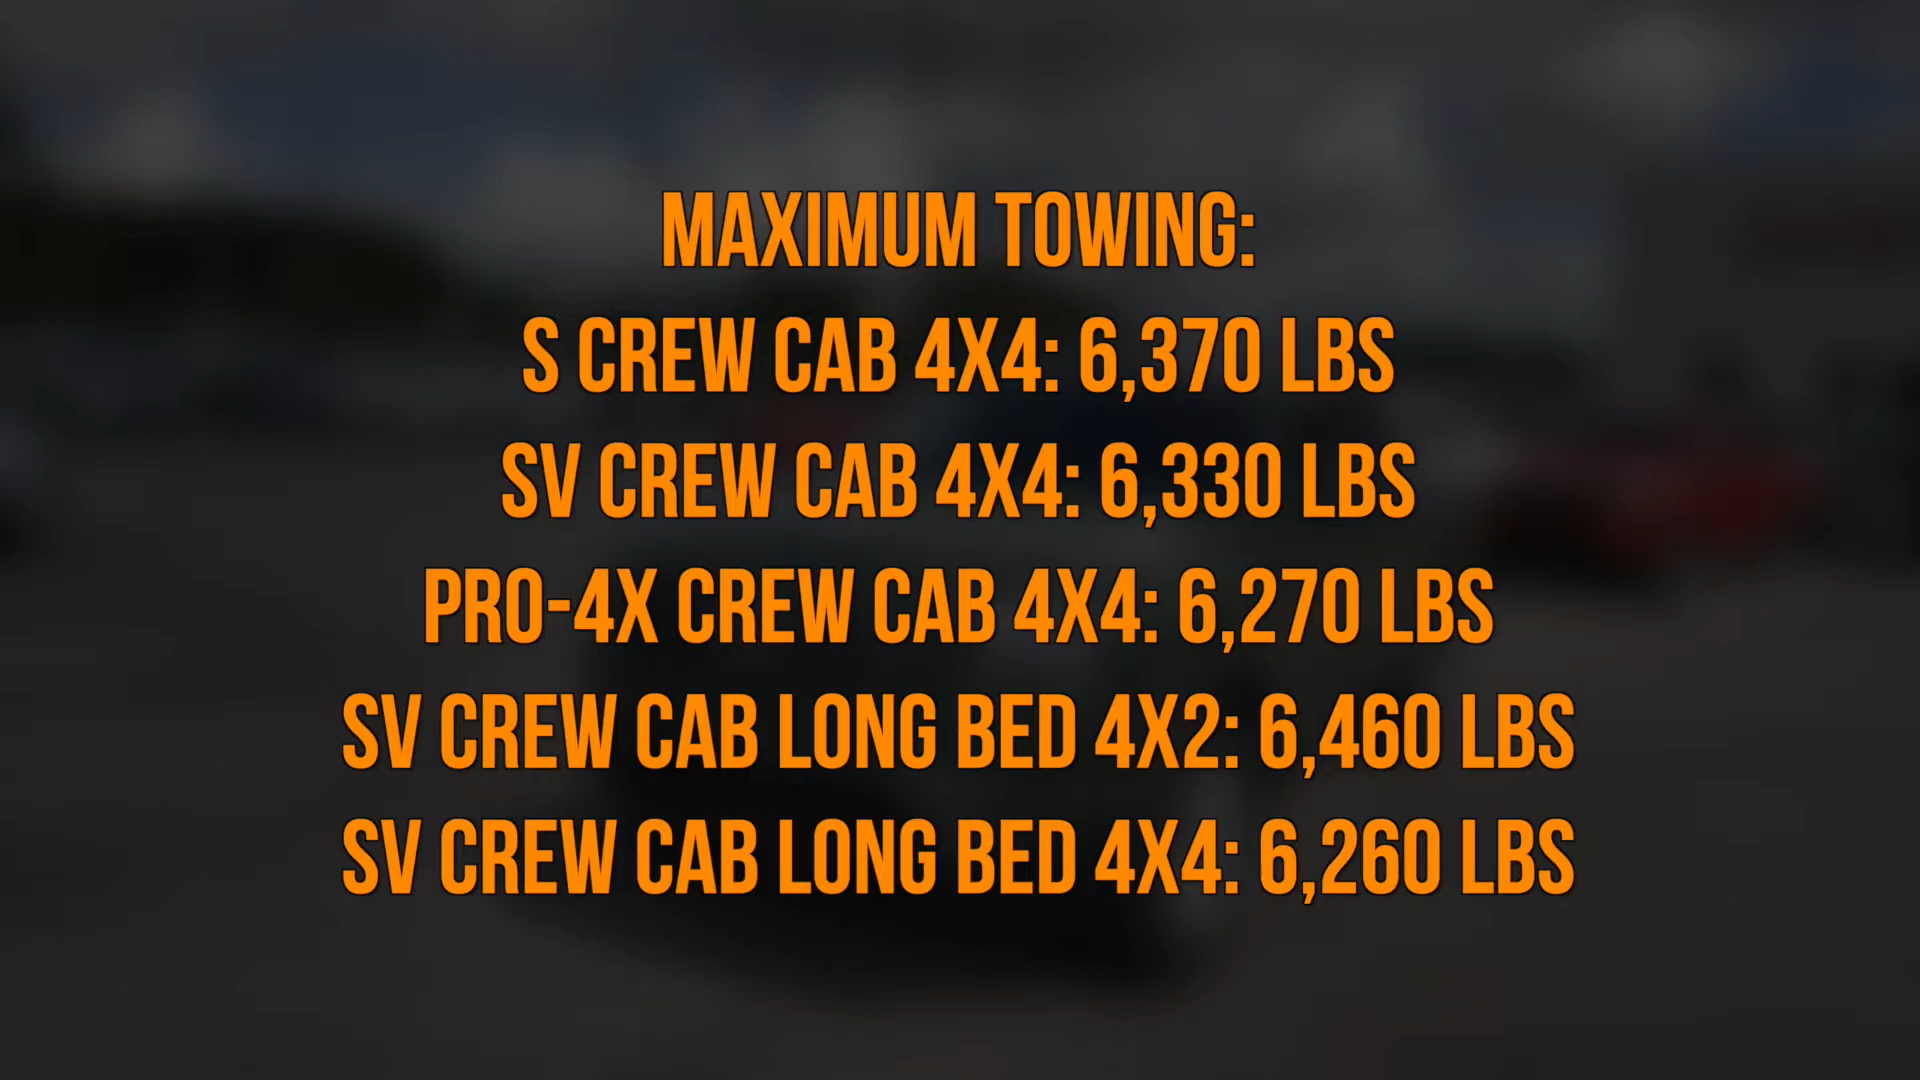 MAXIMUM TOWING:
S CREW CAB 4X4: 6,370 LBS
SV CREW CAB 4X4: 6,330 LBS
PRO-4X CREW CAB 4X4: 6,270 LBS
SV CREW CAB LONG BED 4X2: 6,460 LBS
SV CREW CAB LONG BED 4X4: 6,260 LBS